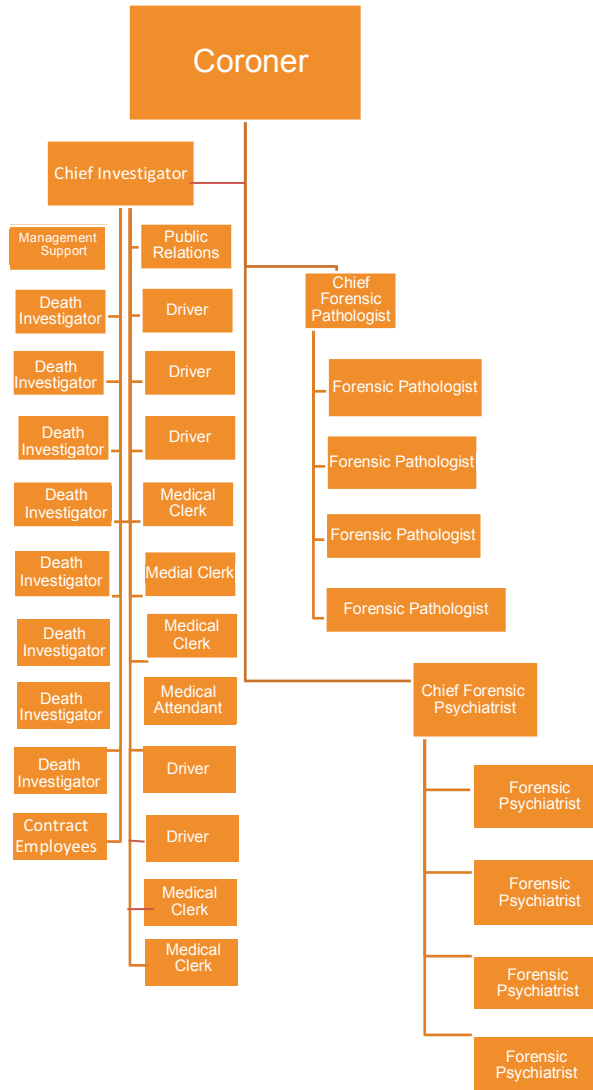 Coroner
Chief Investigator
Management
Support
Public
Relations
Death
Investigator
Driver
Death
Investigator
Driver
Death
Investigator
Driver
Death
Investigator
Medical
Clerk
Death
Investigator
Medial Clerk
Death
Investigator
Medical
Clerk
Death
Investigator
Medical
Attendant
Death
Investigator
Driver
Contract
Employees
Driver
Medical
Clerk
Medical
Clerk
Chief
Forensic
Pathologist
Forensic Pathologist
Forensic Pathologist
Forensic Pathologist
Forensic Pathologist
Chief Forensic
Psychiatrist
Forensic
Psychiatrist
Forensic
Psychiatrist
Forensic
Psychiatrist
Forensic
Psychiatrist